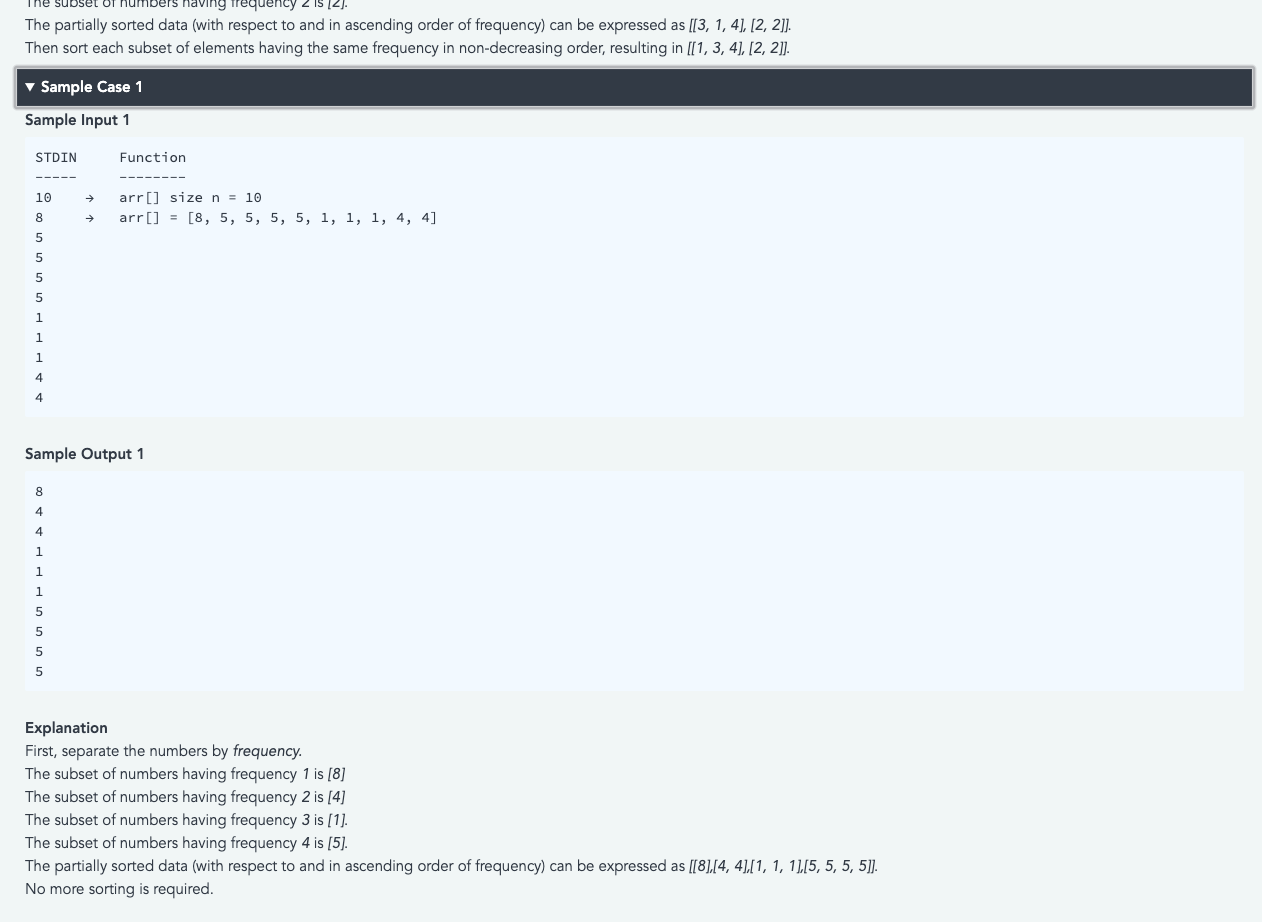 The subset of numbers having frequency 2 is [2].
The partially sorted data (with respect to and in ascending order of frequency) can be expressed as [[3, 1, 4], [2, 2]].
Then sort each subset of elements having the same frequency in non-decreasing order, resulting in [[1, 3, 4], [2, 2]].
▼ Sample Case 1
Sample Input 1
STDIN     Function
-----     --------
10    →   arr[] size n = 10
8     →   arr[] = [8, 5, 5, 5, 5, 1, 1, 1, 4, 4]
5
5
5
5
1
1
1
4
4
Sample Output 1
8
4
4
1
1
1
5
5
5
5
Explanation
First, separate the numbers by frequency.
The subset of numbers having frequency 1 is [8]
The subset of numbers having frequency 2 is [4]
The subset of numbers having frequency 3 is [1].
The subset of numbers having frequency 4 is [5].
The partially sorted data (with respect to and in ascending order of frequency) can be expressed as [[8],[4, 4],[1, 1, 1],[5, 5, 5, 5]].
No more sorting is required.